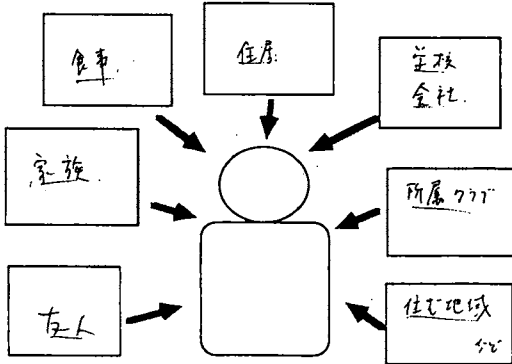 食事.
住居.
学校
会社.
家族.
所属クラブ
友人
住む地域
など